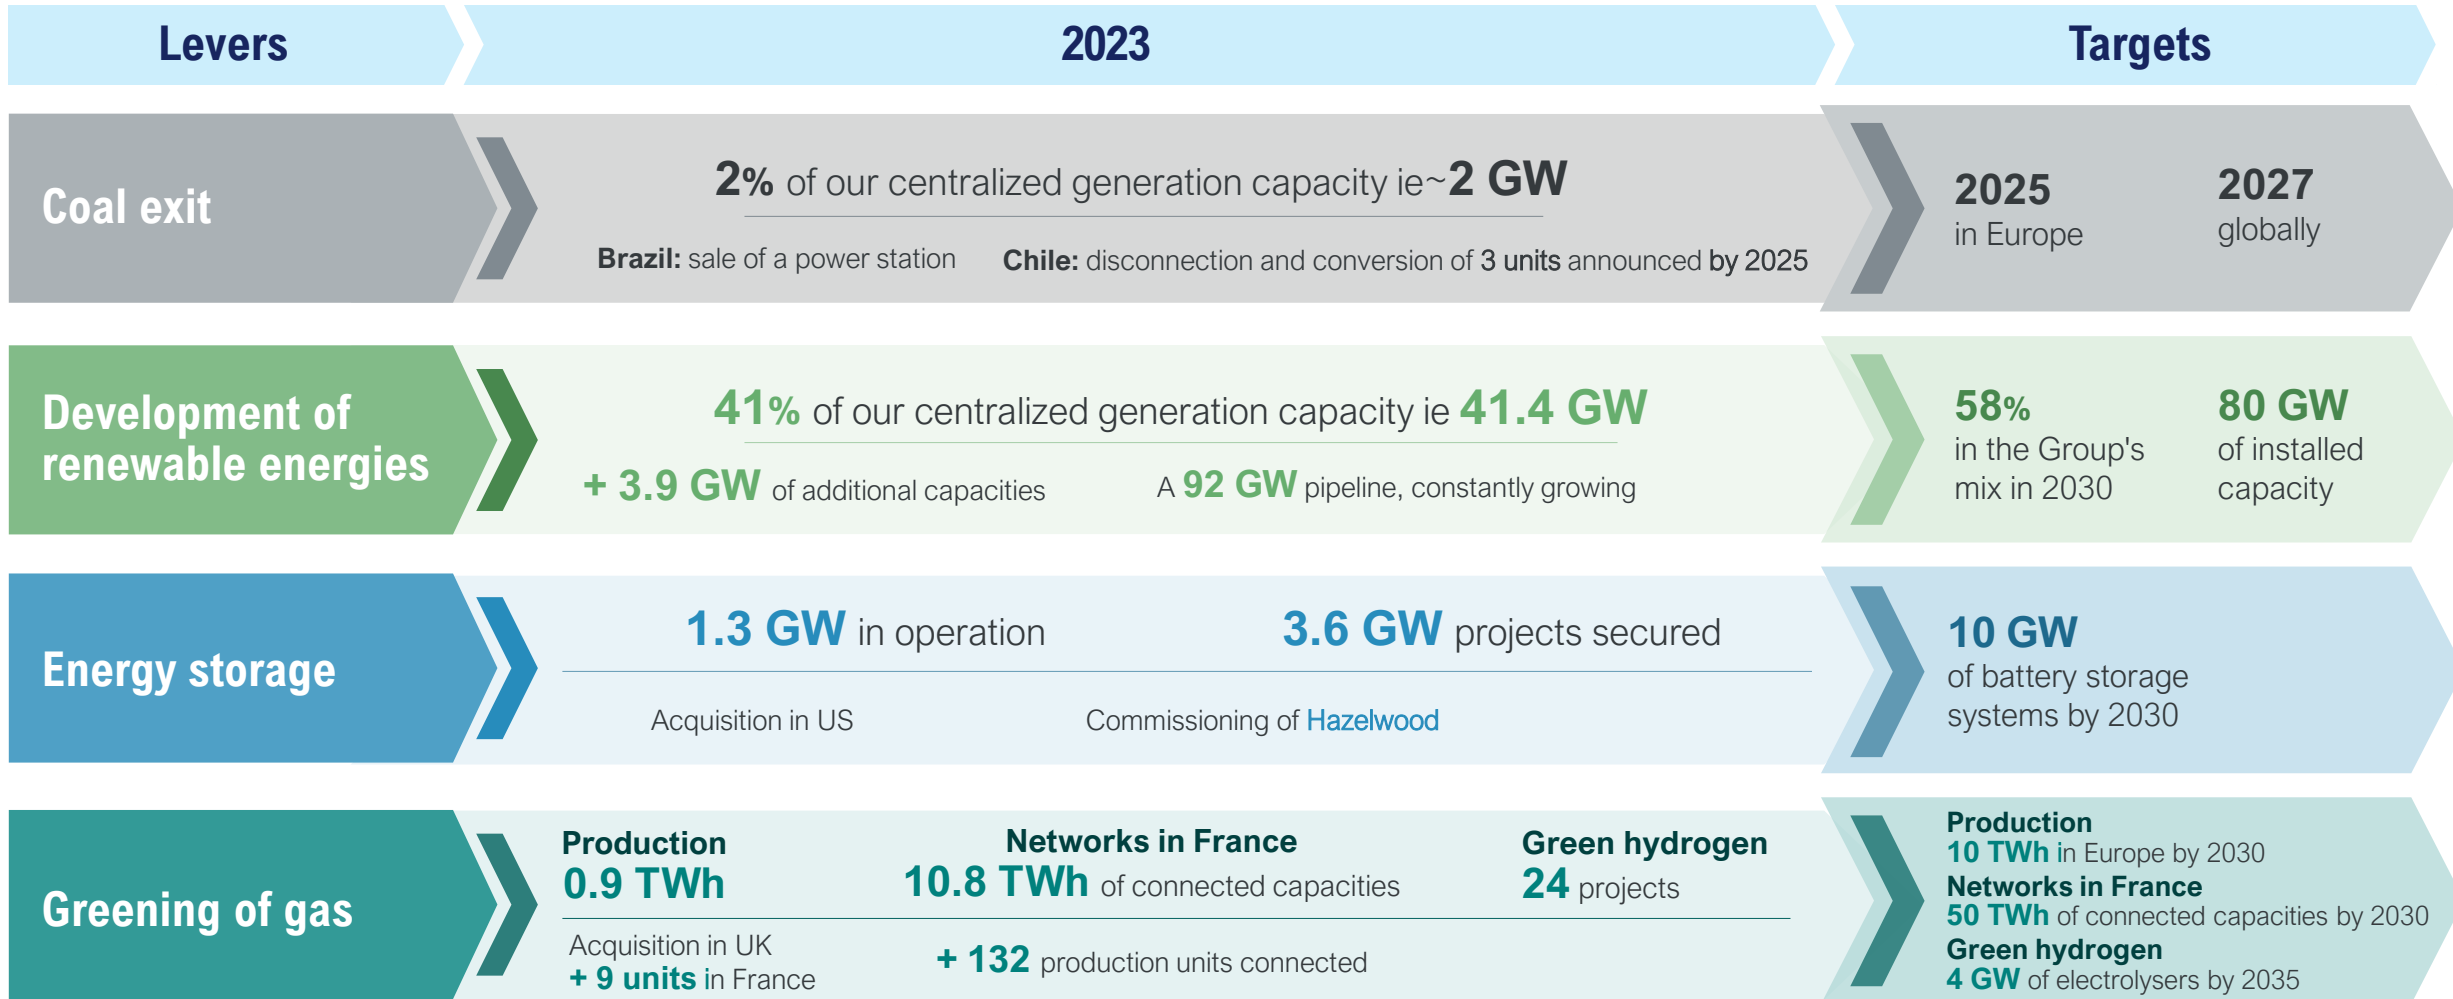 Levers
2023
Targets
Coal exit
2% of our centralized generation capacity ie~2 GW
Brazil: sale of a power station
Chile: disconnection and conversion of 3 units announced by 2025
2025
in Europe
2027
globally
Development of
renewable energies
41% of our centralized generation capacity ie 41.4 GW
+ 3.9 GW of additional capacities
A 92 GW pipeline, constantly growing
58%
in the Group's
mix in 2030
80 GW
of installed
capacity
Energy storage
1.3 GW in operation
3.6 GW projects secured
Acquisition in US
Commissioning of Hazelwood
10 GW
of battery storage
systems by 2030
Greening of gas
Production
0.9 TWh
Networks in France
10.8 TWh of connected capacities
Green hydrogen
24 projects
Acquisition in UK
+ 9 units in France
+ 132 production units connected
Production
10 TWh in Europe by 2030
Networks in France
50 TWh of connected capacities by 2030
Green hydrogen
4 GW of electrolysers by 2035